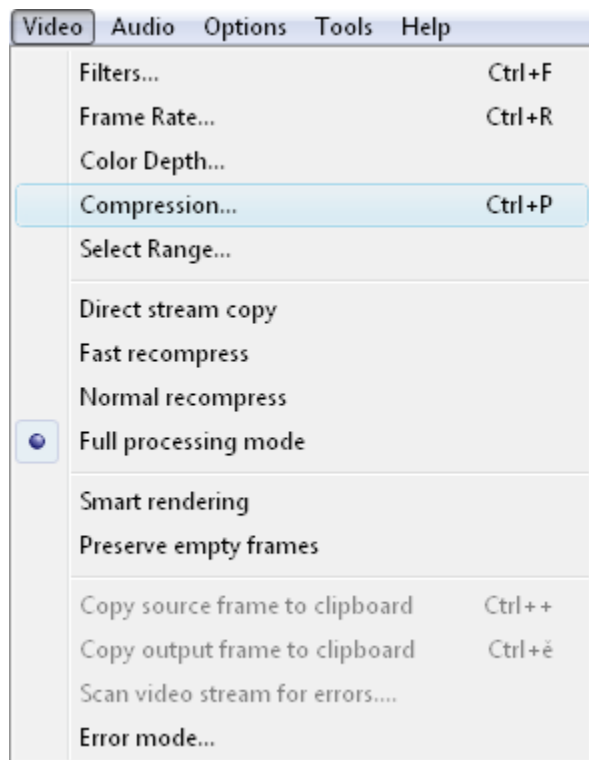 Video Audio Options Tools Help
Filters... Ctrl+F
Frame Rate... Ctrl+R
Color Depth...
Compression... Ctrl+P
Select Range...
Direct stream copy
Fast recompress
Normal recompress
Full processing mode
Smart rendering
Preserve empty frames
Copy source frame to clipboard Ctrl++
Copy output frame to clipboard Ctrl+ě
Scan video stream for errors....
Error mode...